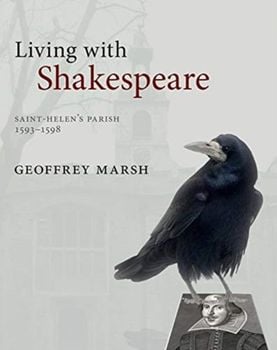 Living with
Shakespeare
SAINT-HELEN'S PARISH
1593–1598
GEOFFREY MARSH